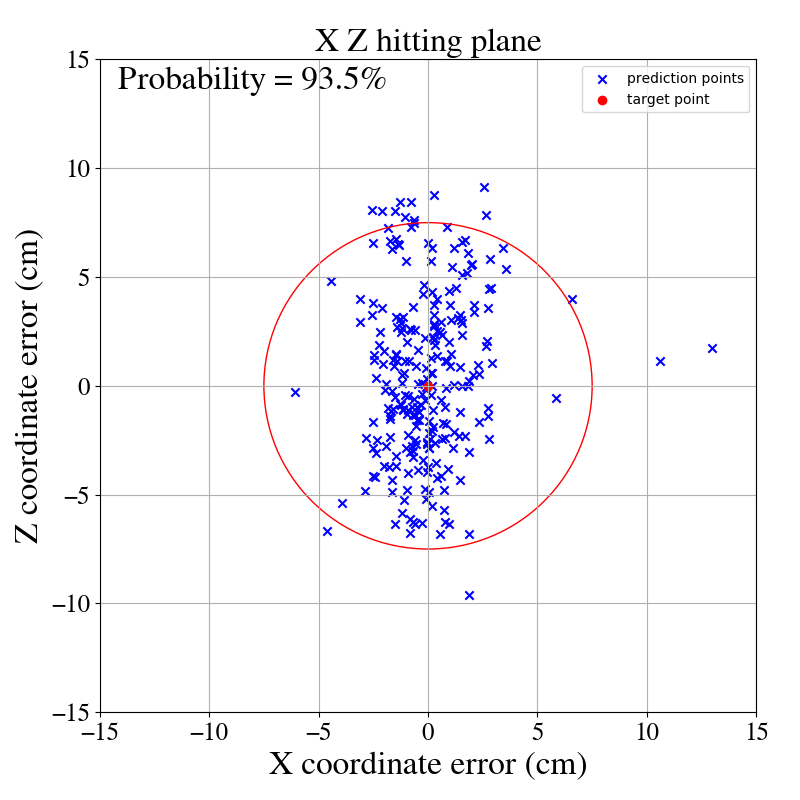 X Z hitting plane
Probability = 93.5%
prediction points
target point
15
10
5
0
−5
−10
−15
−15
−10
−5
0
5
10
15
Z coordinate error (cm)
X coordinate error (cm)